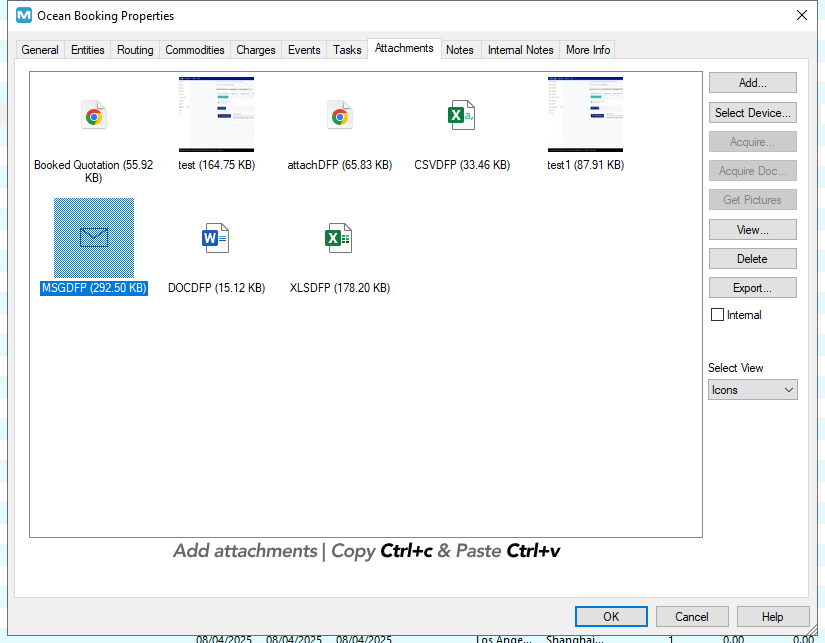 Ocean Booking Properties
General Entities Routing Commodities Charges Events Tasks Attachments Notes Internal Notes More Info
Booked Quotation (55.92
KB)
test (164.75 KB)
attachDFP (65.83 KB)
CSVDFP (33.46 KB)
test1 (87.91 KB)
MSGDFP (292.50 KB)
DOCDFP (15.12 KB)
XLSDFP (178.20 KB)
Add...
Select Device...
Acquire...
Acquire Doc...
Get Pictures
View...
Delete
Export...
Internal
Select View
Icons
Add attachments | Copy Ctrl+c & Paste Ctrl+v
OK Cancel Help
08/04/2025 08/04/2025 08/04/2025 Los Ange... Shanghai... 1 0.00 0.00